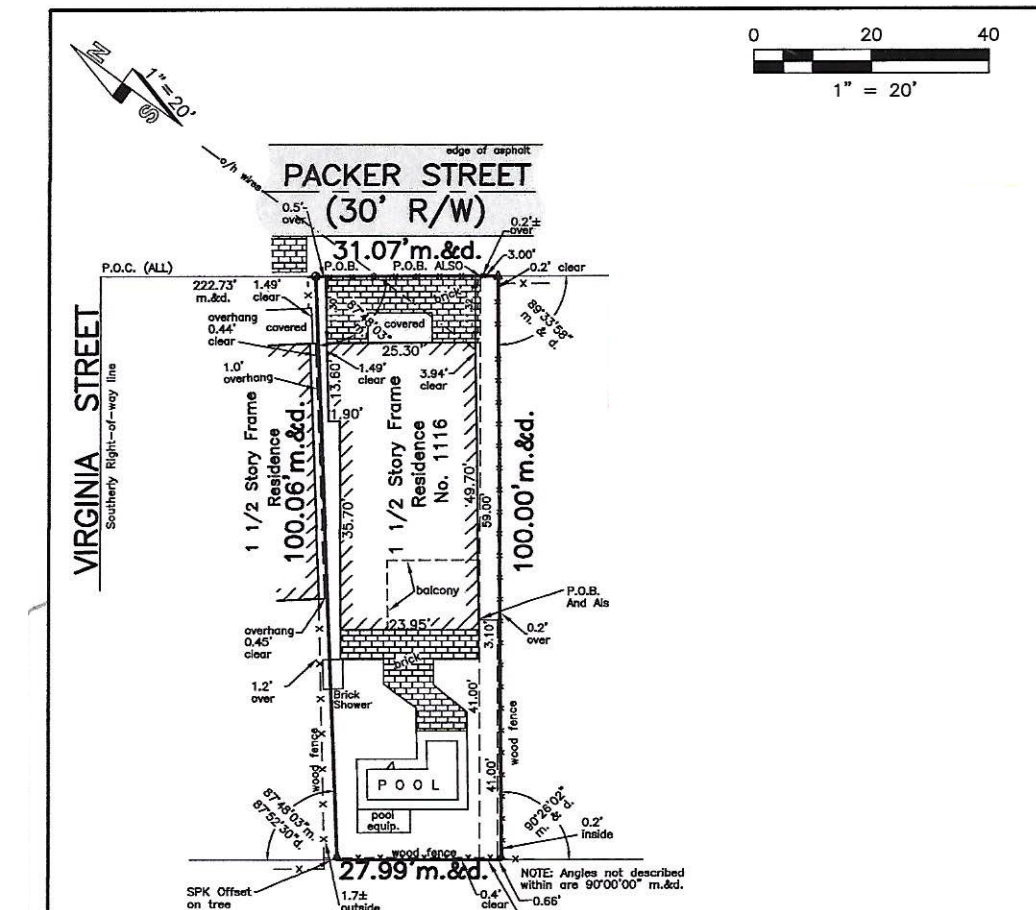 N
S
1"=20'
0 20 40
1" = 20'
o/h wires
edge of asphalt
PACKER STREET
(30' R/W)
0.5'-
over
0.2'±
over
31.07'm.&d.
3.00'
P.O.C. (ALL)
P.O.B.
P.O.B. ALSO
0.2' clear
222.73'
m.&d.
1.49'
clear
brick
89°33'58"
m. & d.
87°48'03"
m.
overhang
0.44'
clear
covered
covered
25.30'
1.49'
clear
3.94'
clear
1.0'
overhang
13.60'
1.90'
VIRGINIA STREET
Southerly Right-of-way line
1 1/2 Story Frame
Residence
100.06'm.&d.
35.70'
1 1/2 Story Frame
Residence
No. 1116
49.70'
59.00'
100.00'm.&d.
balcony
P.O.B.
And Als
23.95'
3.10'
0.2'
over
overhang
0.45'
clear
brick
1.2'
over
Brick
Shower
41.00'
wood fence
wood fence
41.00'
POOL
pool
equip.
87°48'03"m.
87°52'30"d.
90°26'02"
m. & d.
0.2'
inside
wood fence
27.99'm.&d.
NOTE: Angles not described
within are 90°00'00" m.&d.
SPK Offset
on tree
1.7±
outside
0.4'
clear
0.66'